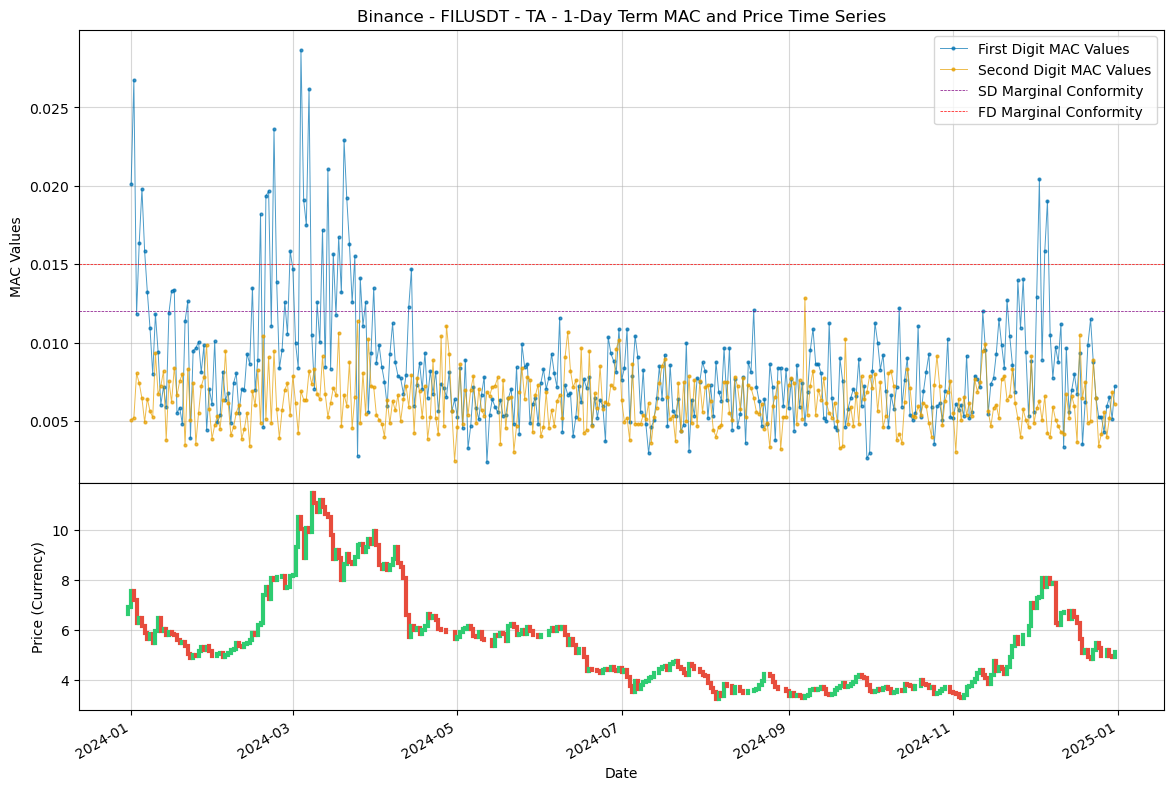 Binance - FILUSDT - TA - 1-Day Term MAC and Price Time Series
First Digit MAC Values
Second Digit MAC Values
SD Marginal Conformity
FD Marginal Conformity
MAC Values
0.025
0.020
0.015
0.010
0.005
Price (Currency)
10
8
6
4
2024-01
2024-03
2024-05
2024-07
2024-09
2024-11
2025-01
Date